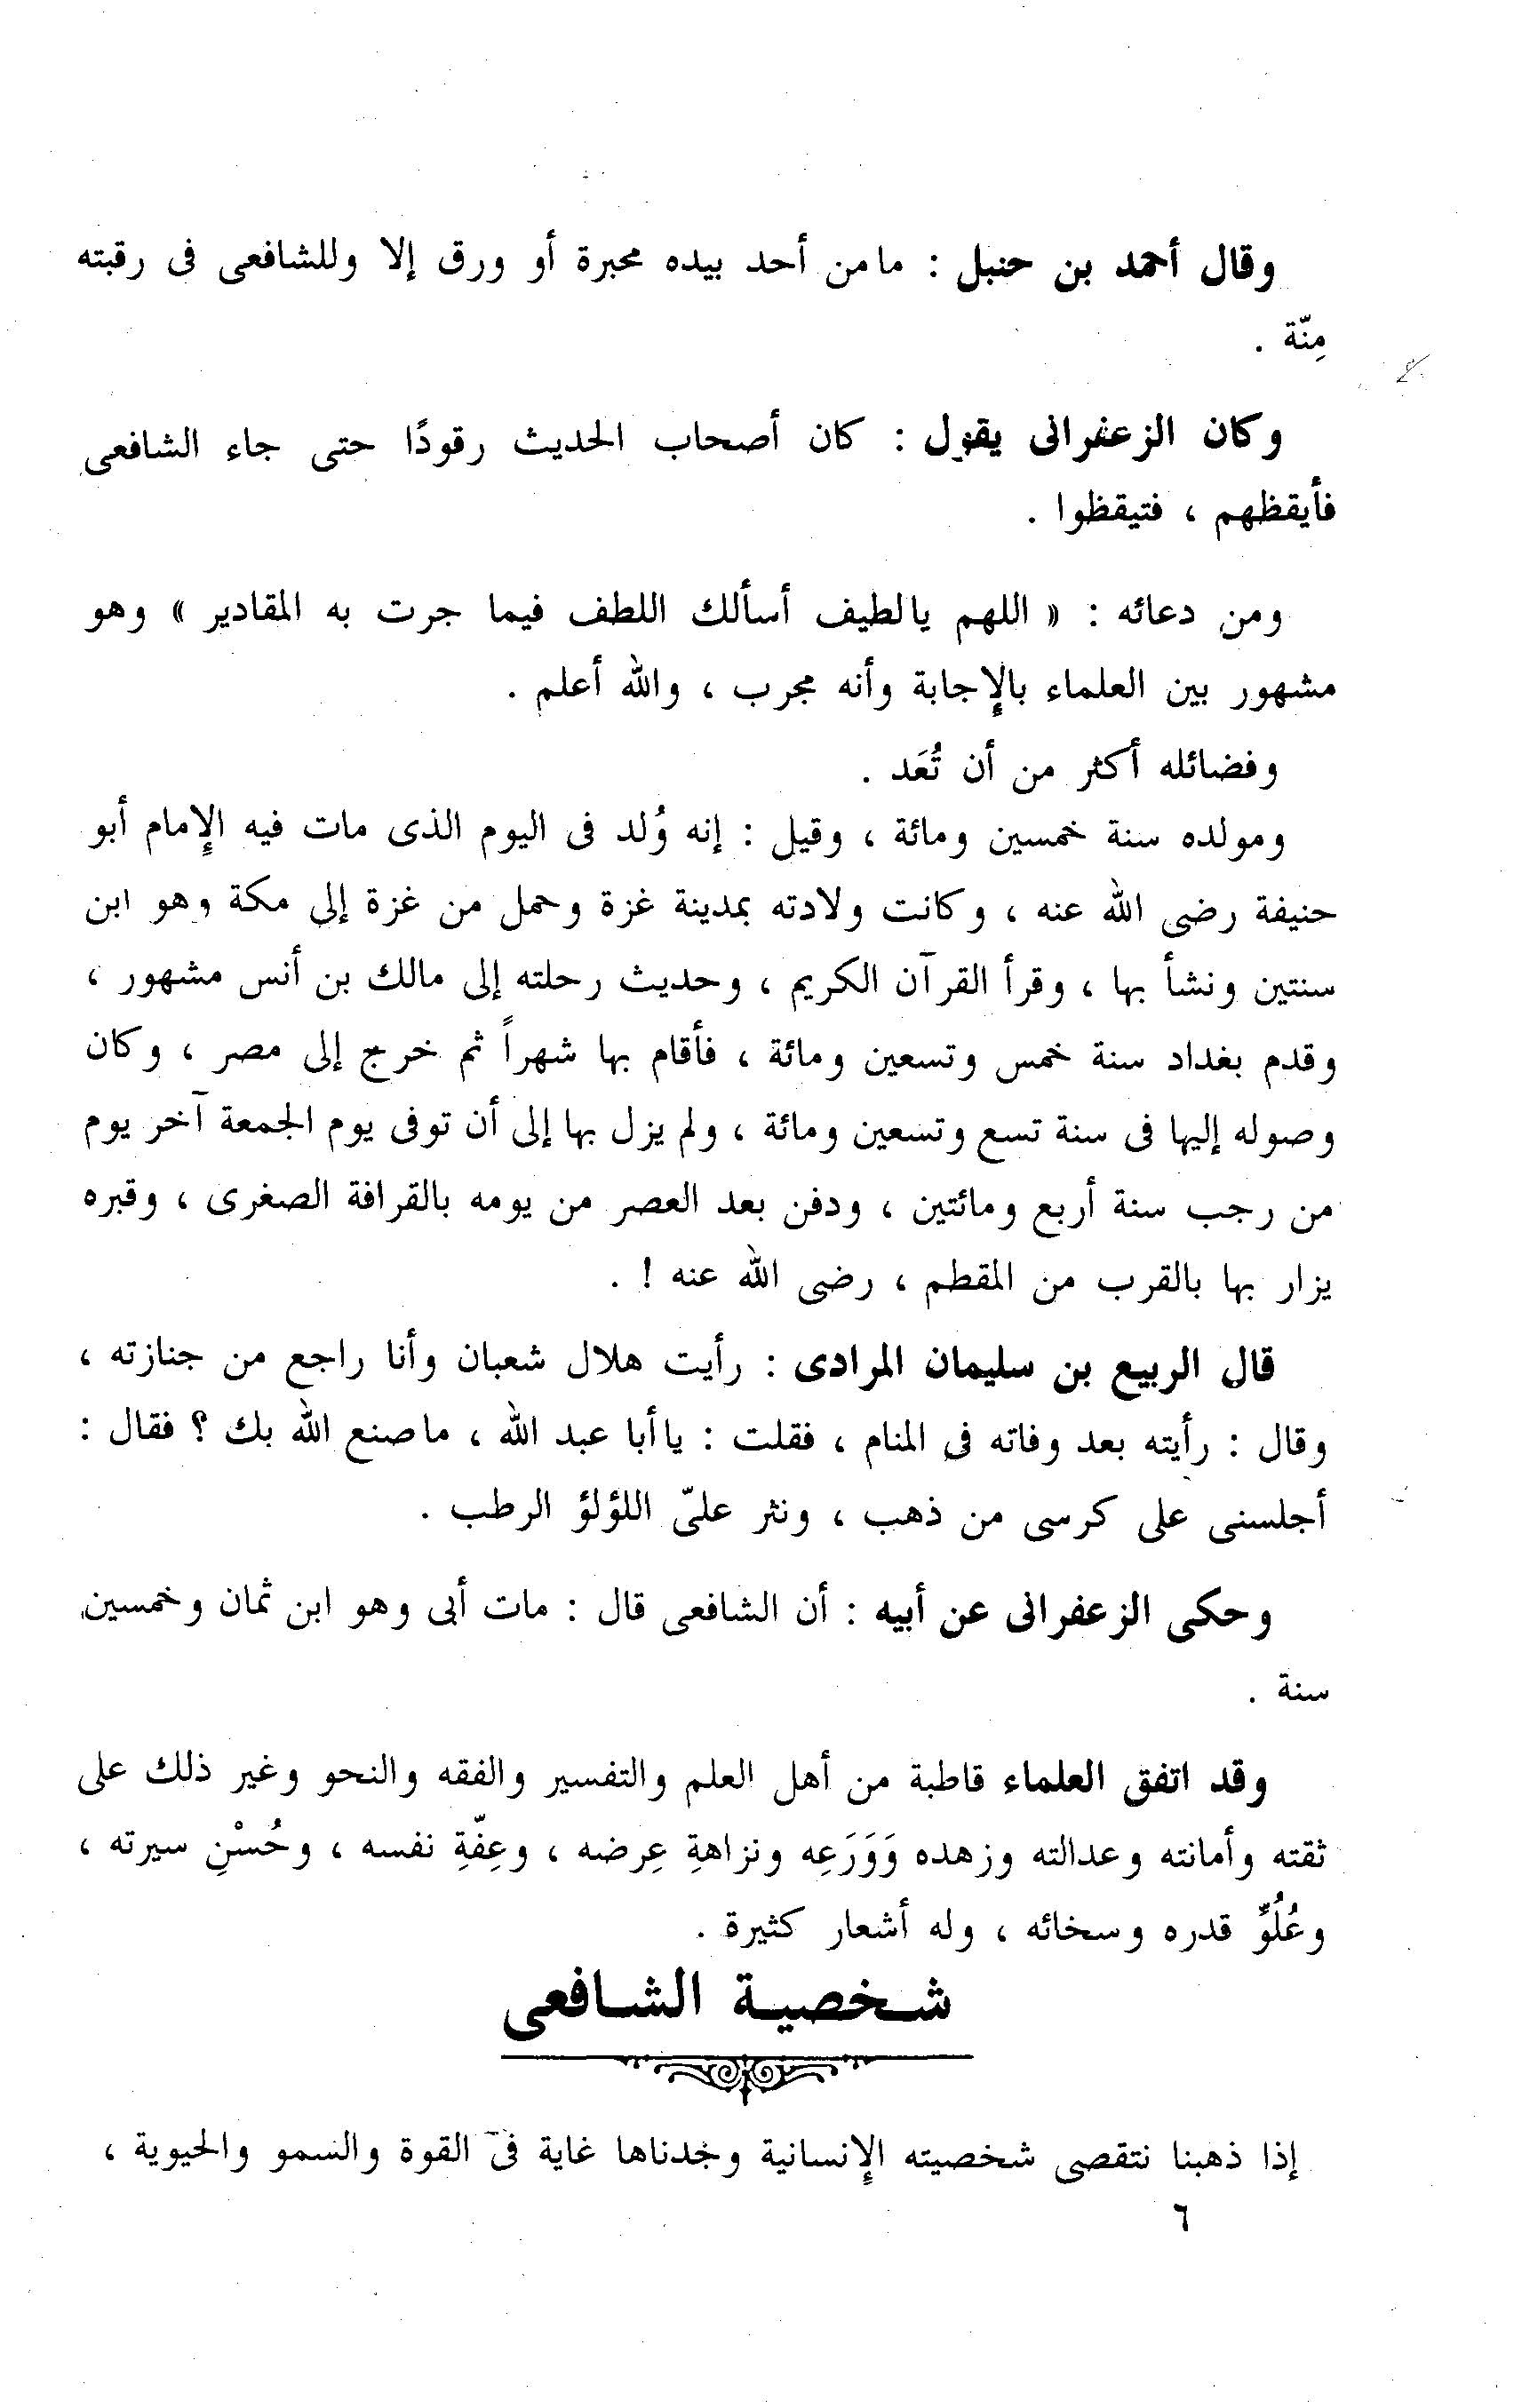 وقال أحمد بن حنبل : مامن أحد بيده محبرة أو ورق إلا وللشافعى فى رقبته
مِنّة .
وكان الزعفرانى يقول : كان أصحاب الحديث رقودًا حتى جاء الشافعى
فأيقظهم ، فتيقظوا .
ومن دعائه : « اللهم يالطيف أسألك اللطف فيما جرت به المقادير » وهو
مشهور بين العلماء بالإجابة وأنه مجرب ، والله أعلم .
وفضائله أكثر من أن تُعَد .
ومولده سنة خمسين ومائة ، وقيل : إنه وُلد فى اليوم الذى مات فيه الإمام أبو
حنيفة رضى الله عنه ، وكانت ولادته بمدينة غزة وحمل من غزة إلى مكة وهو ابن
سنتين ونشأ بها ، وقرأ القرآن الكريم ، وحديث رحلته إلى مالك بن أنس مشهور ،
وقدم بغداد سنة خمس وتسعين ومائة ، فأقام بها شهراً ثم خرج إلى مصر ، وكان
وصوله إليها فى سنة تسع وتسعين ومائة ، ولم يزل بها إلى أن توفى يوم الجمعة آخر يوم
من رجب سنة أربع ومائتين ، ودفن بعد العصر من يومه بالقرافة الصغرى ، وقبره
يزار بها بالقرب من المقطم ، رضى الله عنه ! .
قال الربيع بن سليمان المرادى : رأيت هلال شعبان وأنا راجع من جنازته ،
وقال : رأيته بعد وفاته فى المنام ، فقلت : ياأبا عبد الله ، ماصنع الله بك ؟ فقال :
أجلسنى على كرسى من ذهب ، ونثر علىّ اللؤلؤ الرطب .
وحكى الزعفرانى عن أبيه : أن الشافعى قال : مات أبى وهو ابن ثمان وخمسين
سنة .
وقد اتفق العلماء قاطبة من أهل العلم والتفسير والفقه والنحو وغير ذلك على
ثقته وأمانته وعدالته وزهده وَوَرَعِه ونزاهةِ عِرضه ، وعِفّةِ نفسه ، وحُسْنِ سيرته ،
وعُلُوِّ قدره وسخائه ، وله أشعار كثيرة .
شخصية الشافعى
إذا ذهبنا نتقصى شخصيته الإنسانية وجدناها غاية فى القوة والسمو والحيوية ،
٦